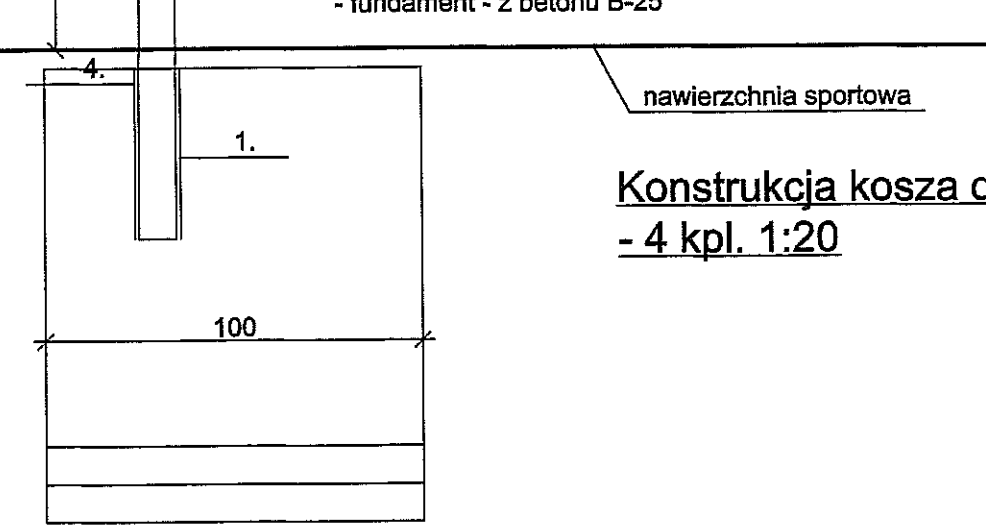 - fundament - z betonu B-25
4.
nawierzchnia sportowa
1.
Konstrukcja kosza
- 4 kpl. 1:20
100